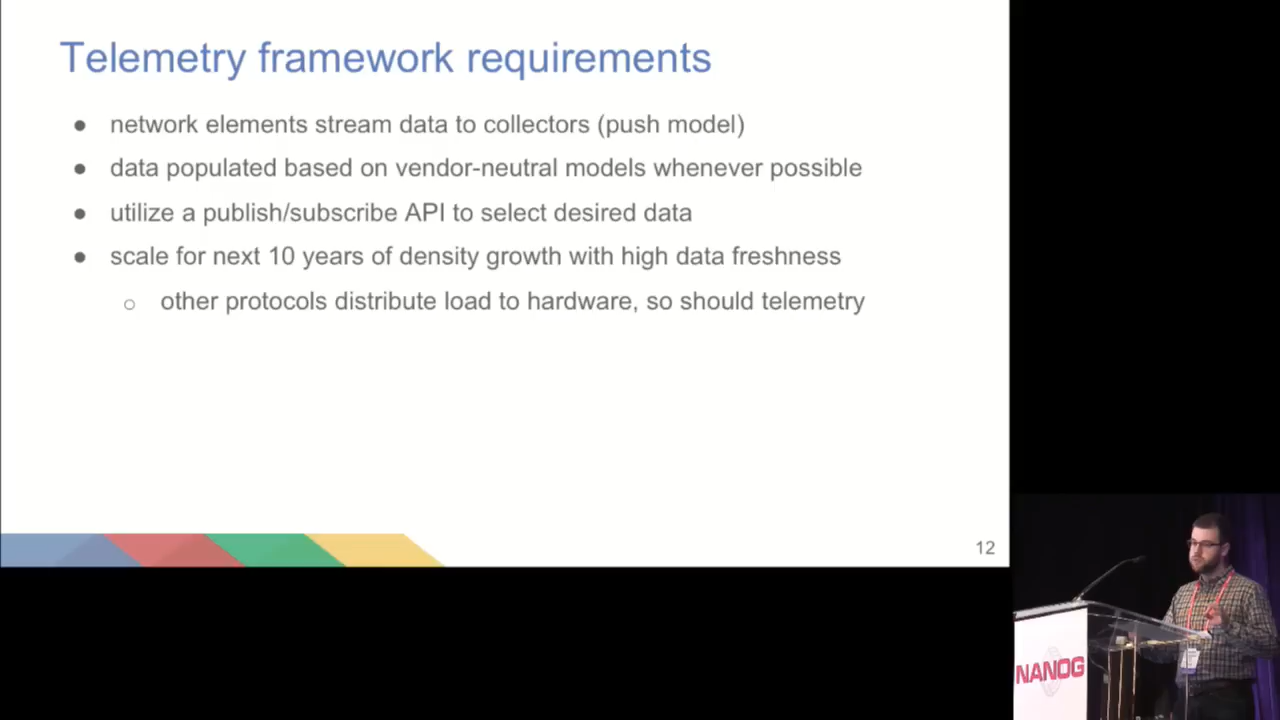 Telemetry framework requirements
● network elements stream data to collectors (push model)
● data populated based on vendor-neutral models whenever possible
● utilize a publish/subscribe API to select desired data
● scale for next 10 years of density growth with high data freshness
○ other protocols distribute load to hardware, so should telemetry
12
NANOG